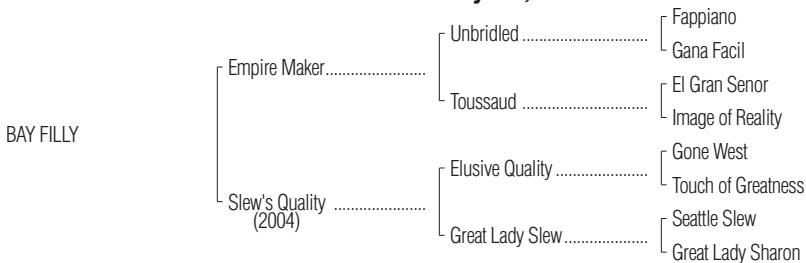 Fappiano
Unbridled ..............................
Gana Facil
Empire Maker........................
El Gran Senor
Toussaud ..............................
Image of Reality
BAY FILLY
Gone West
Elusive Quality ......................
Touch of Greatness
Slew's Quality ......................
(2004)
Seattle Slew
Great Lady Slew....................
Great Lady Sharon